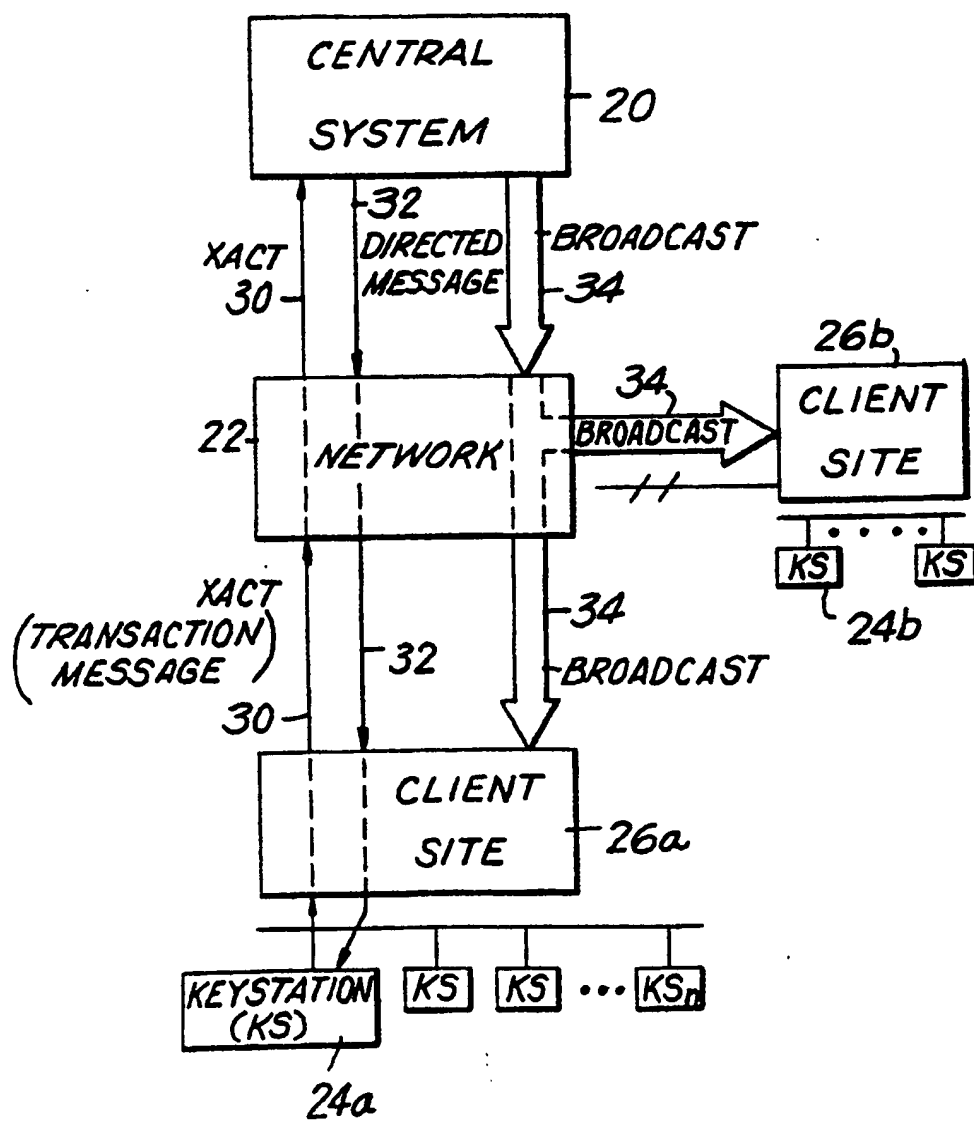 CENTRAL
SYSTEM
20
32
DIRECTED
MESSAGE
BROADCAST
34
XACT
30
26b
CLIENT
SITE
34
BROADCAST
22
NETWORK
KS
KS
24b
XACT
(TRANSACTION
MESSAGE)
32
34
BROADCAST
30
CLIENT
SITE
26a
KEYSTATION
(KS)
KS
KS
•••
KSn
24a